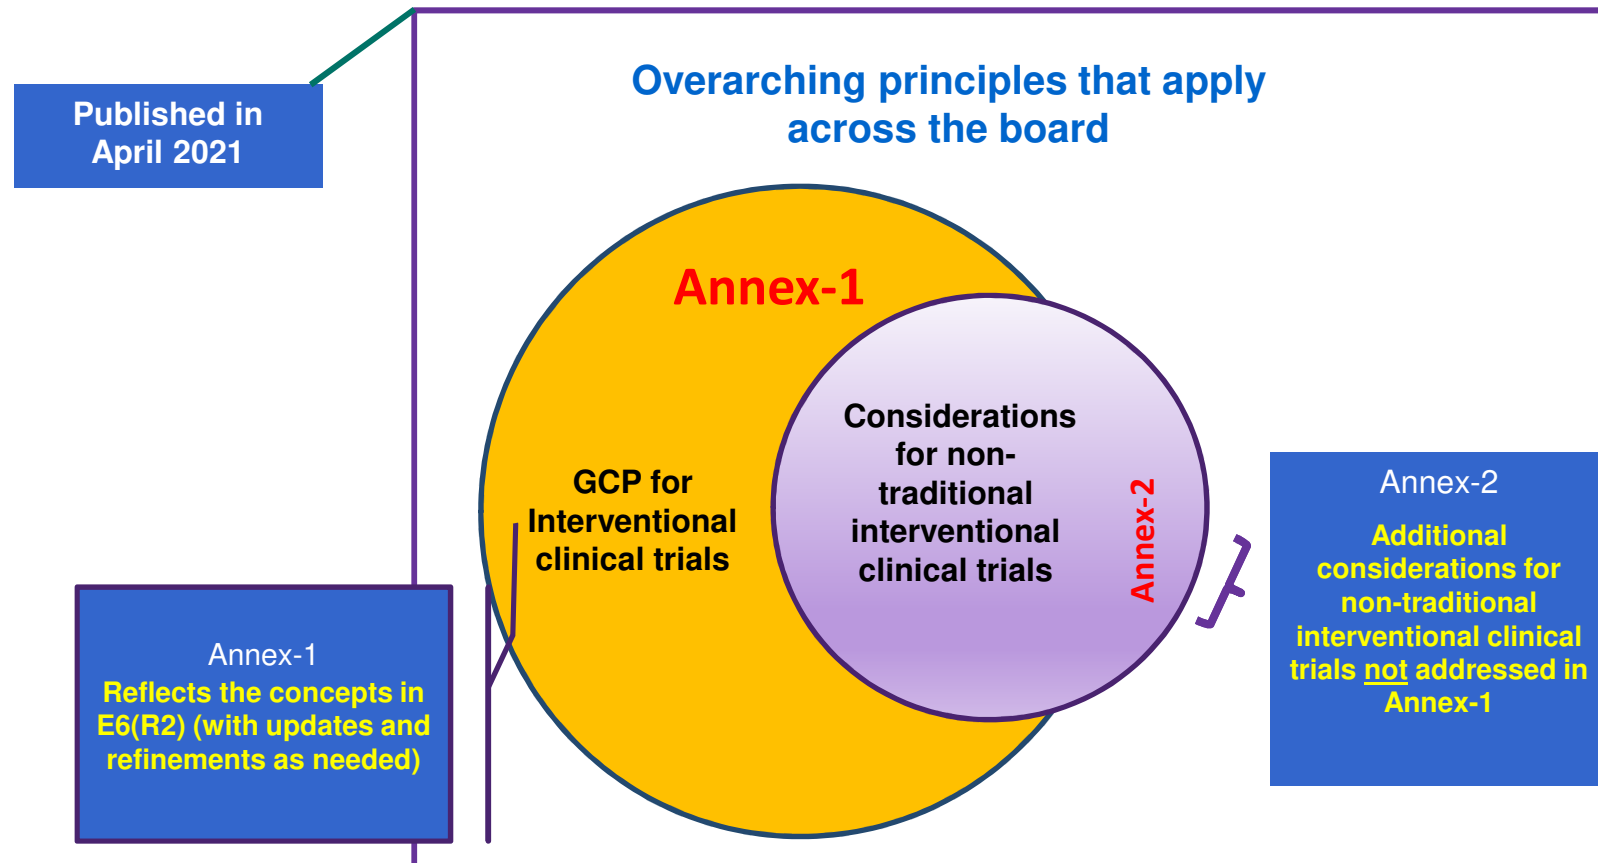 Published in
April 2021
Overarching principles that apply
across the board
Annex-1
GCP for
Interventional
clinical trials
Considerations
for non-
traditional
interventional
clinical trials
Annex-2
Annex-1
Reflects the concepts in
E6(R2) (with updates and
refinements as needed)
Annex-2
Additional
considerations for
non-traditional
interventional clinical
trials not addressed in
Annex-1